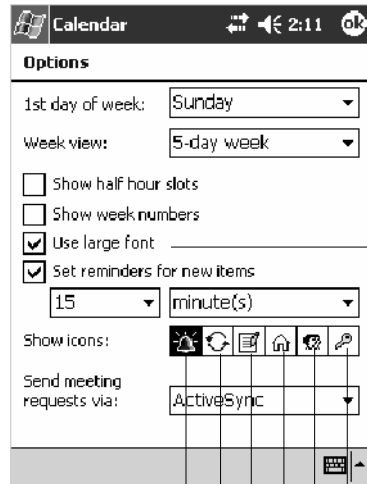 Calendar 2:11 ok
Options
1st day of week: Sunday
Week view: 5-day week
Show half hour slots
Show week numbers
Use large font
Set reminders for new items
15 minute(s)
Show icons:
Send meeting
requests via: ActiveSync